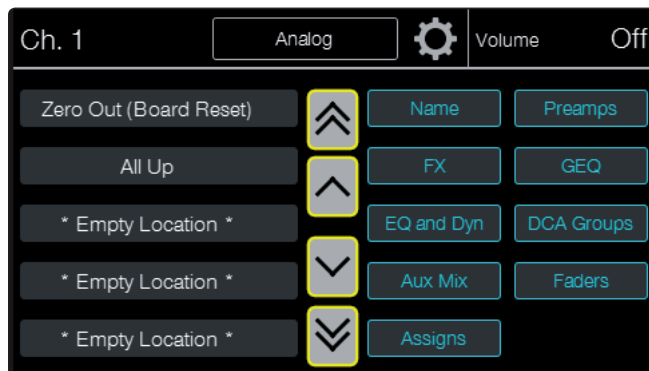 Ch. 1 Analog Volume Off
Zero Out (Board Reset) Name Preamps
All Up FX GEQ
* Empty Location * EQ and Dyn DCA Groups
* Empty Location * Aux Mix Faders
* Empty Location * Assigns